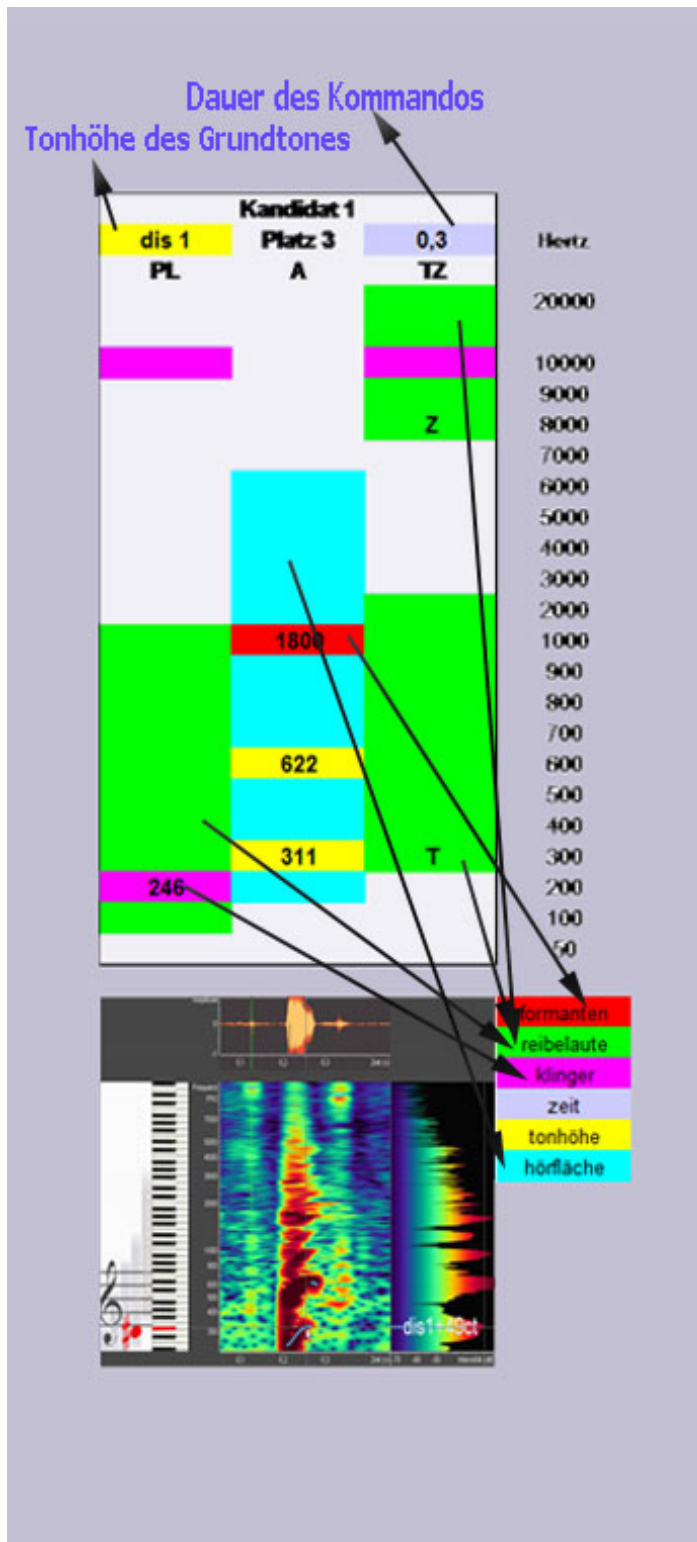 Dauer des Kommandos
Tonhöhe des Grundtones
Kandidat 1
dis 1 Platz 3 0,3 Hertz
PL A TZ
20000
10000
9000
Z 8000
7000
6000
5000
4000
3000
2000
1800 1000
900
800
700
622 600
500
400
311 T 300
246 200
100
50
formanten
reibelaute
klinger
zeit
tonhöhe
hörfläche
dis1+49ct